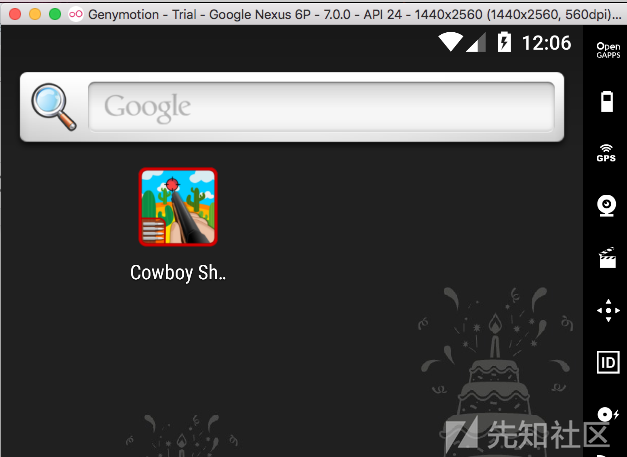 Genymotion - Trial - Google Nexus 6P - 7.0.0 - API 24 - 1440x2560 (1440x2560, 560dpi)...
12:06
Open
GAPPS
Google
GPS
Cowboy Sh..
ID
先知社区